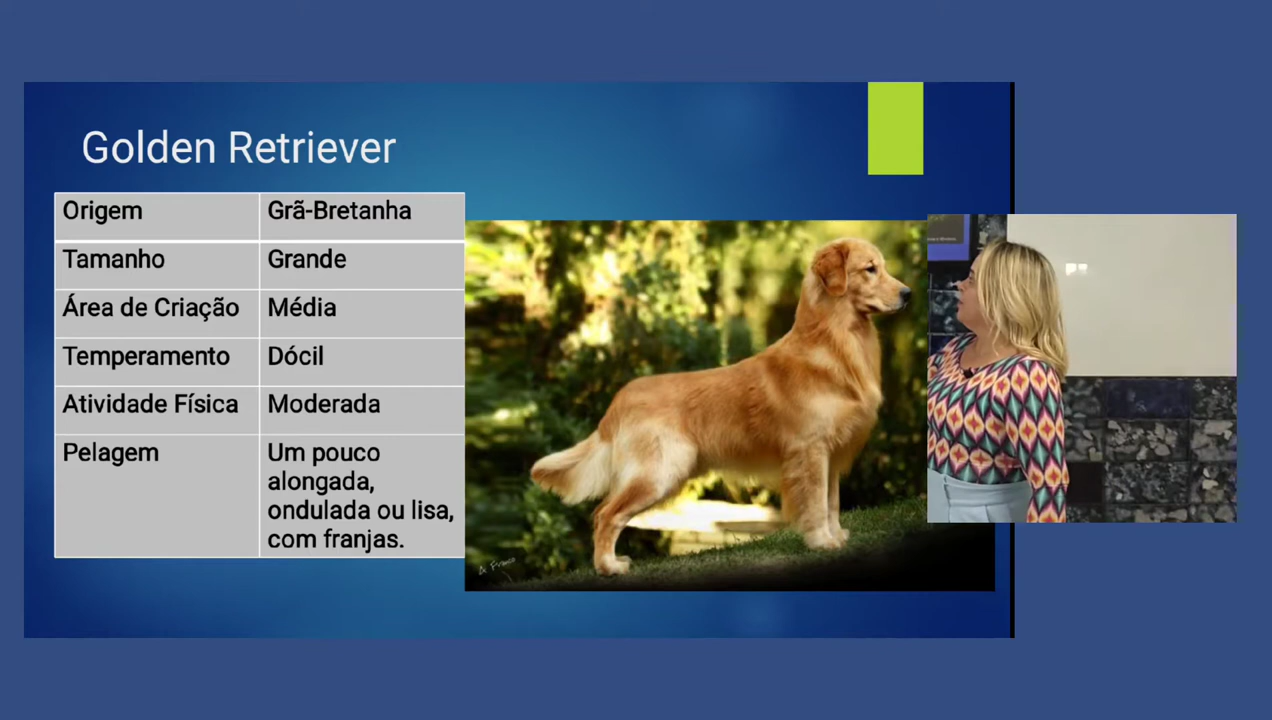 Golden Retriever
Origem Grã-Bretanha
Tamanho Grande
Área de Criação Média
Temperamento Dócil
Atividade Física Moderada
Pelagem Um pouco
alongada,
ondulada ou lisa,
com franjas.